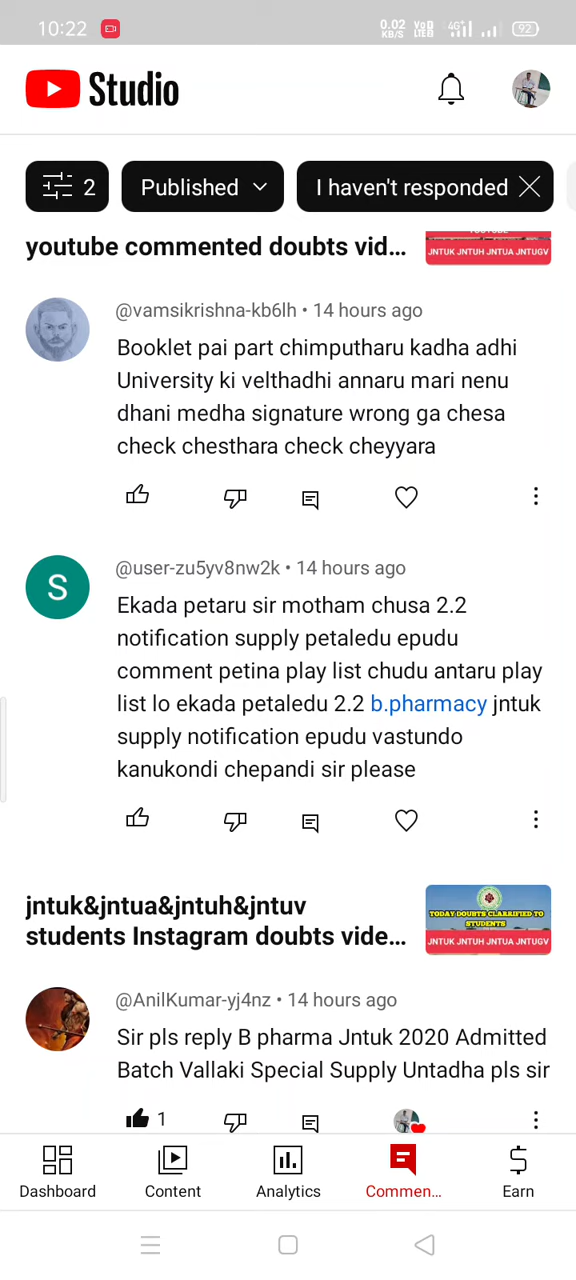 10:22
0.02 KB/S
VoD LTE
4G+
92
Studio
2
Published
I haven't responded
youtube commented doubts vid...
JNTUK JNTUH JNTUA JNTUGV
@vamsikrishna-kb6lh • 14 hours ago
Booklet pai part chimputharu kadha adhi
University ki velthadhi annaru mari nenu
dhani medha signature wrong ga chesa
check chesthara check cheyyara
S
@user-zu5yv8nw2k • 14 hours ago
Ekada petaru sir motham chusa 2.2
notification supply petaledu epudu
comment petina play list chudu antaru play
list lo ekada petaledu 2.2 b.pharmacy jntuk
supply notification epudu vastundo
kanukondi chepandi sir please
jntuk&jntua&jntuh&jntuv
students Instagram doubts vide...
TODAY DOUBTS CLARRIFIED TO
STUDENTS
JNTUK JNTUH JNTUA JNTUGV
@AnilKumar-yj4nz • 14 hours ago
Sir pls reply B pharma Jntuk 2020 Admitted
Batch Vallaki Special Supply Untadha pls sir
1
Dashboard
Content
Analytics
Commen...
Earn